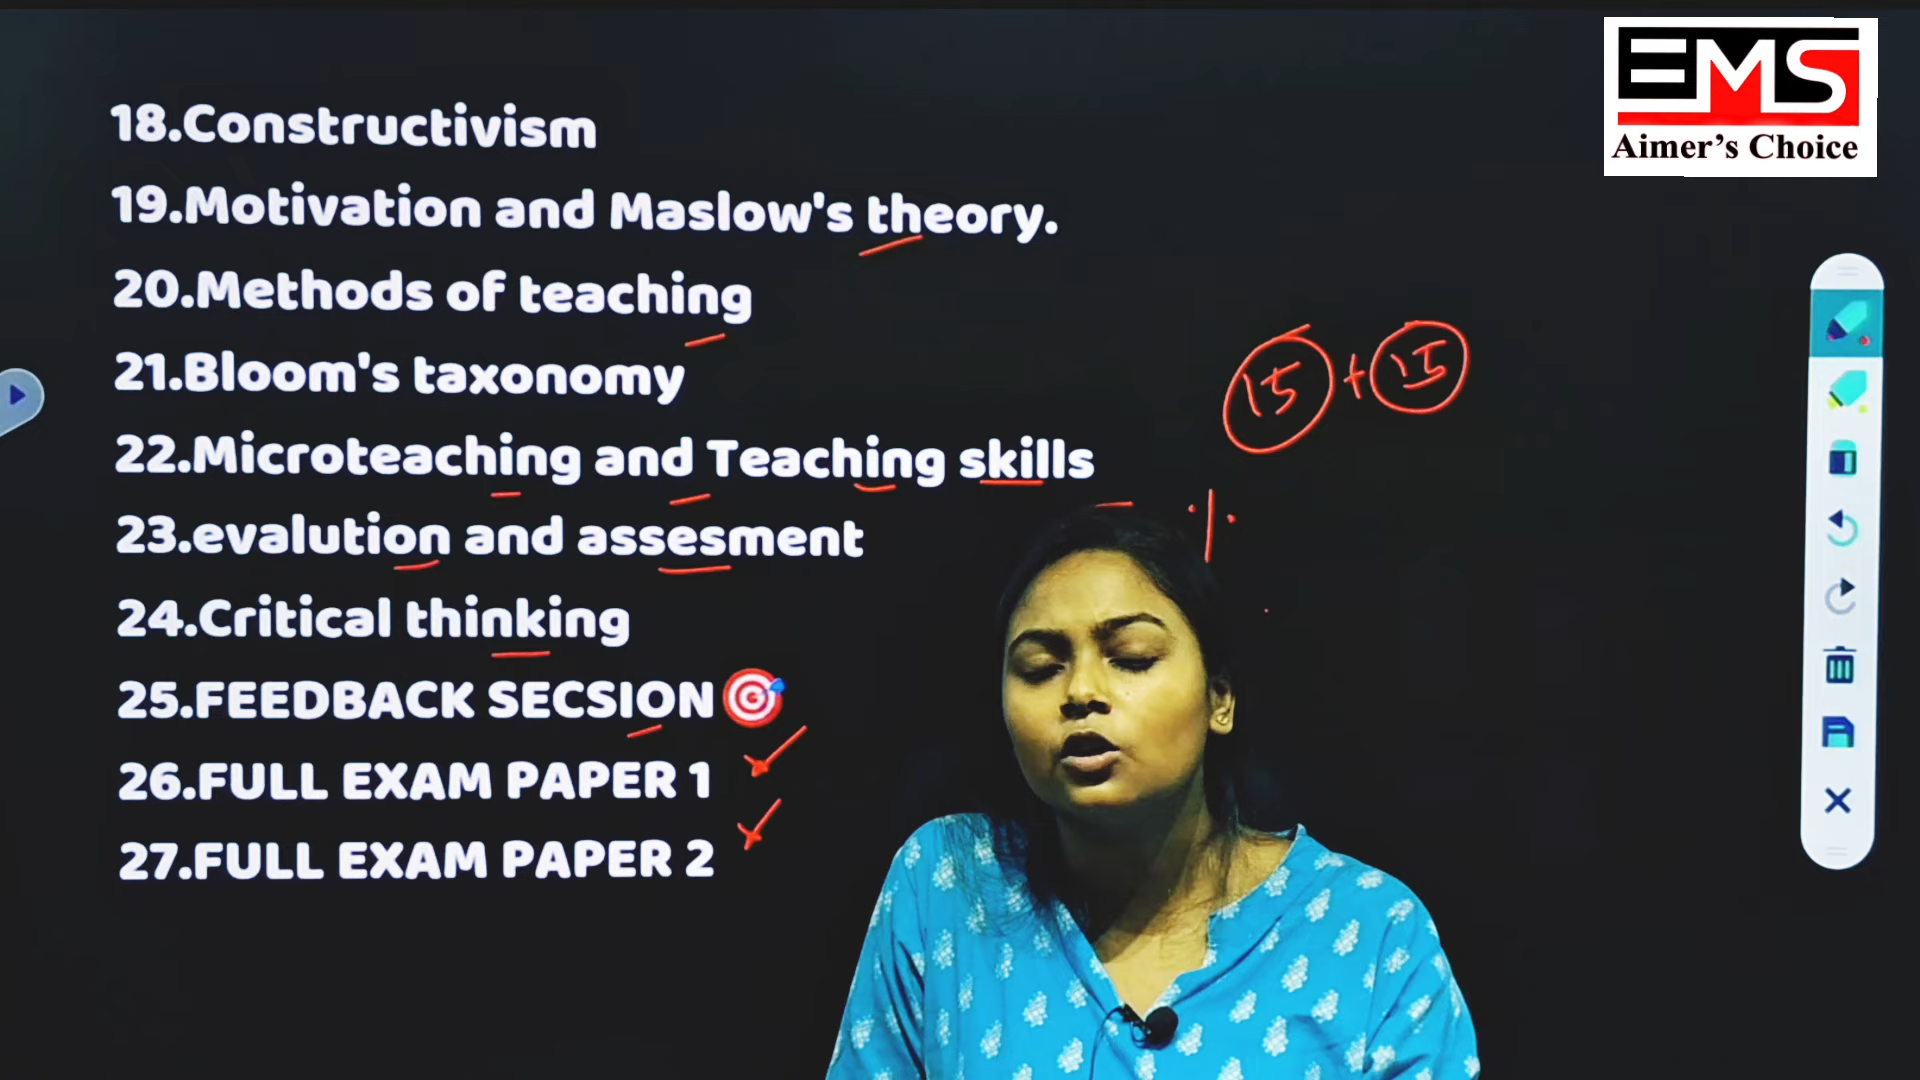 EMS
Aimer's Choice
18.Constructivism
19.Motivation and Maslow's theory.
20.Methods of teaching
21.Bloom's taxonomy
15 + 15
22.Microteaching and Teaching skills
23.evalution and assesment
24.Critical thinking
25.FEEDBACK SECSION
26.FULL EXAM PAPER 1
27.FULL EXAM PAPER 2